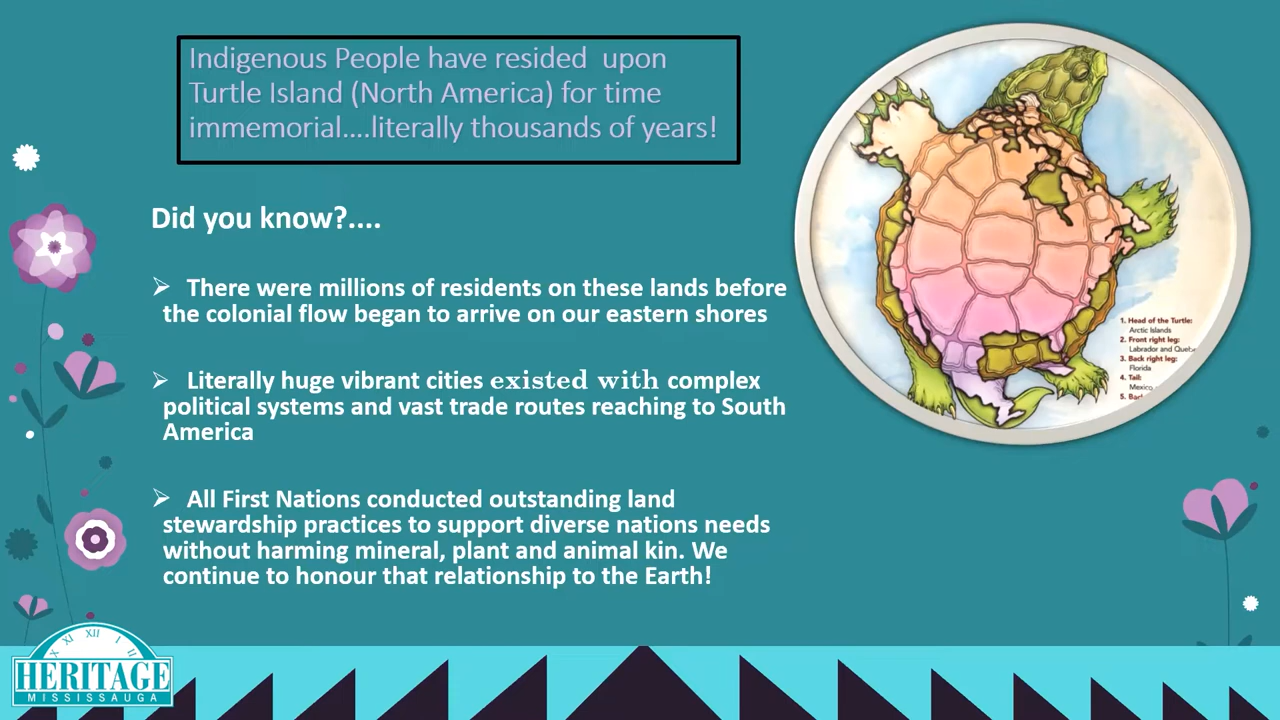 Indigenous People have resided upon
Turtle Island (North America) for time
immemorial....literally thousands of years!
Did you know?....
➢ There were millions of residents on these lands before
the colonial flow began to arrive on our eastern shores
➢ Literally huge vibrant cities existed with complex
political systems and vast trade routes reaching to South
America
➢ All First Nations conducted outstanding land
stewardship practices to support diverse nations needs
without harming mineral, plant and animal kin. We
continue to honour that relationship to the Earth!
1. Head of the Turtle:
Arctic Islands
2. Front right leg:
Labrador and
3. Back right leg:
Florida
4. Tail:
Mexico
5.
XI XII I
HERITAGE
MISSISSAUGA